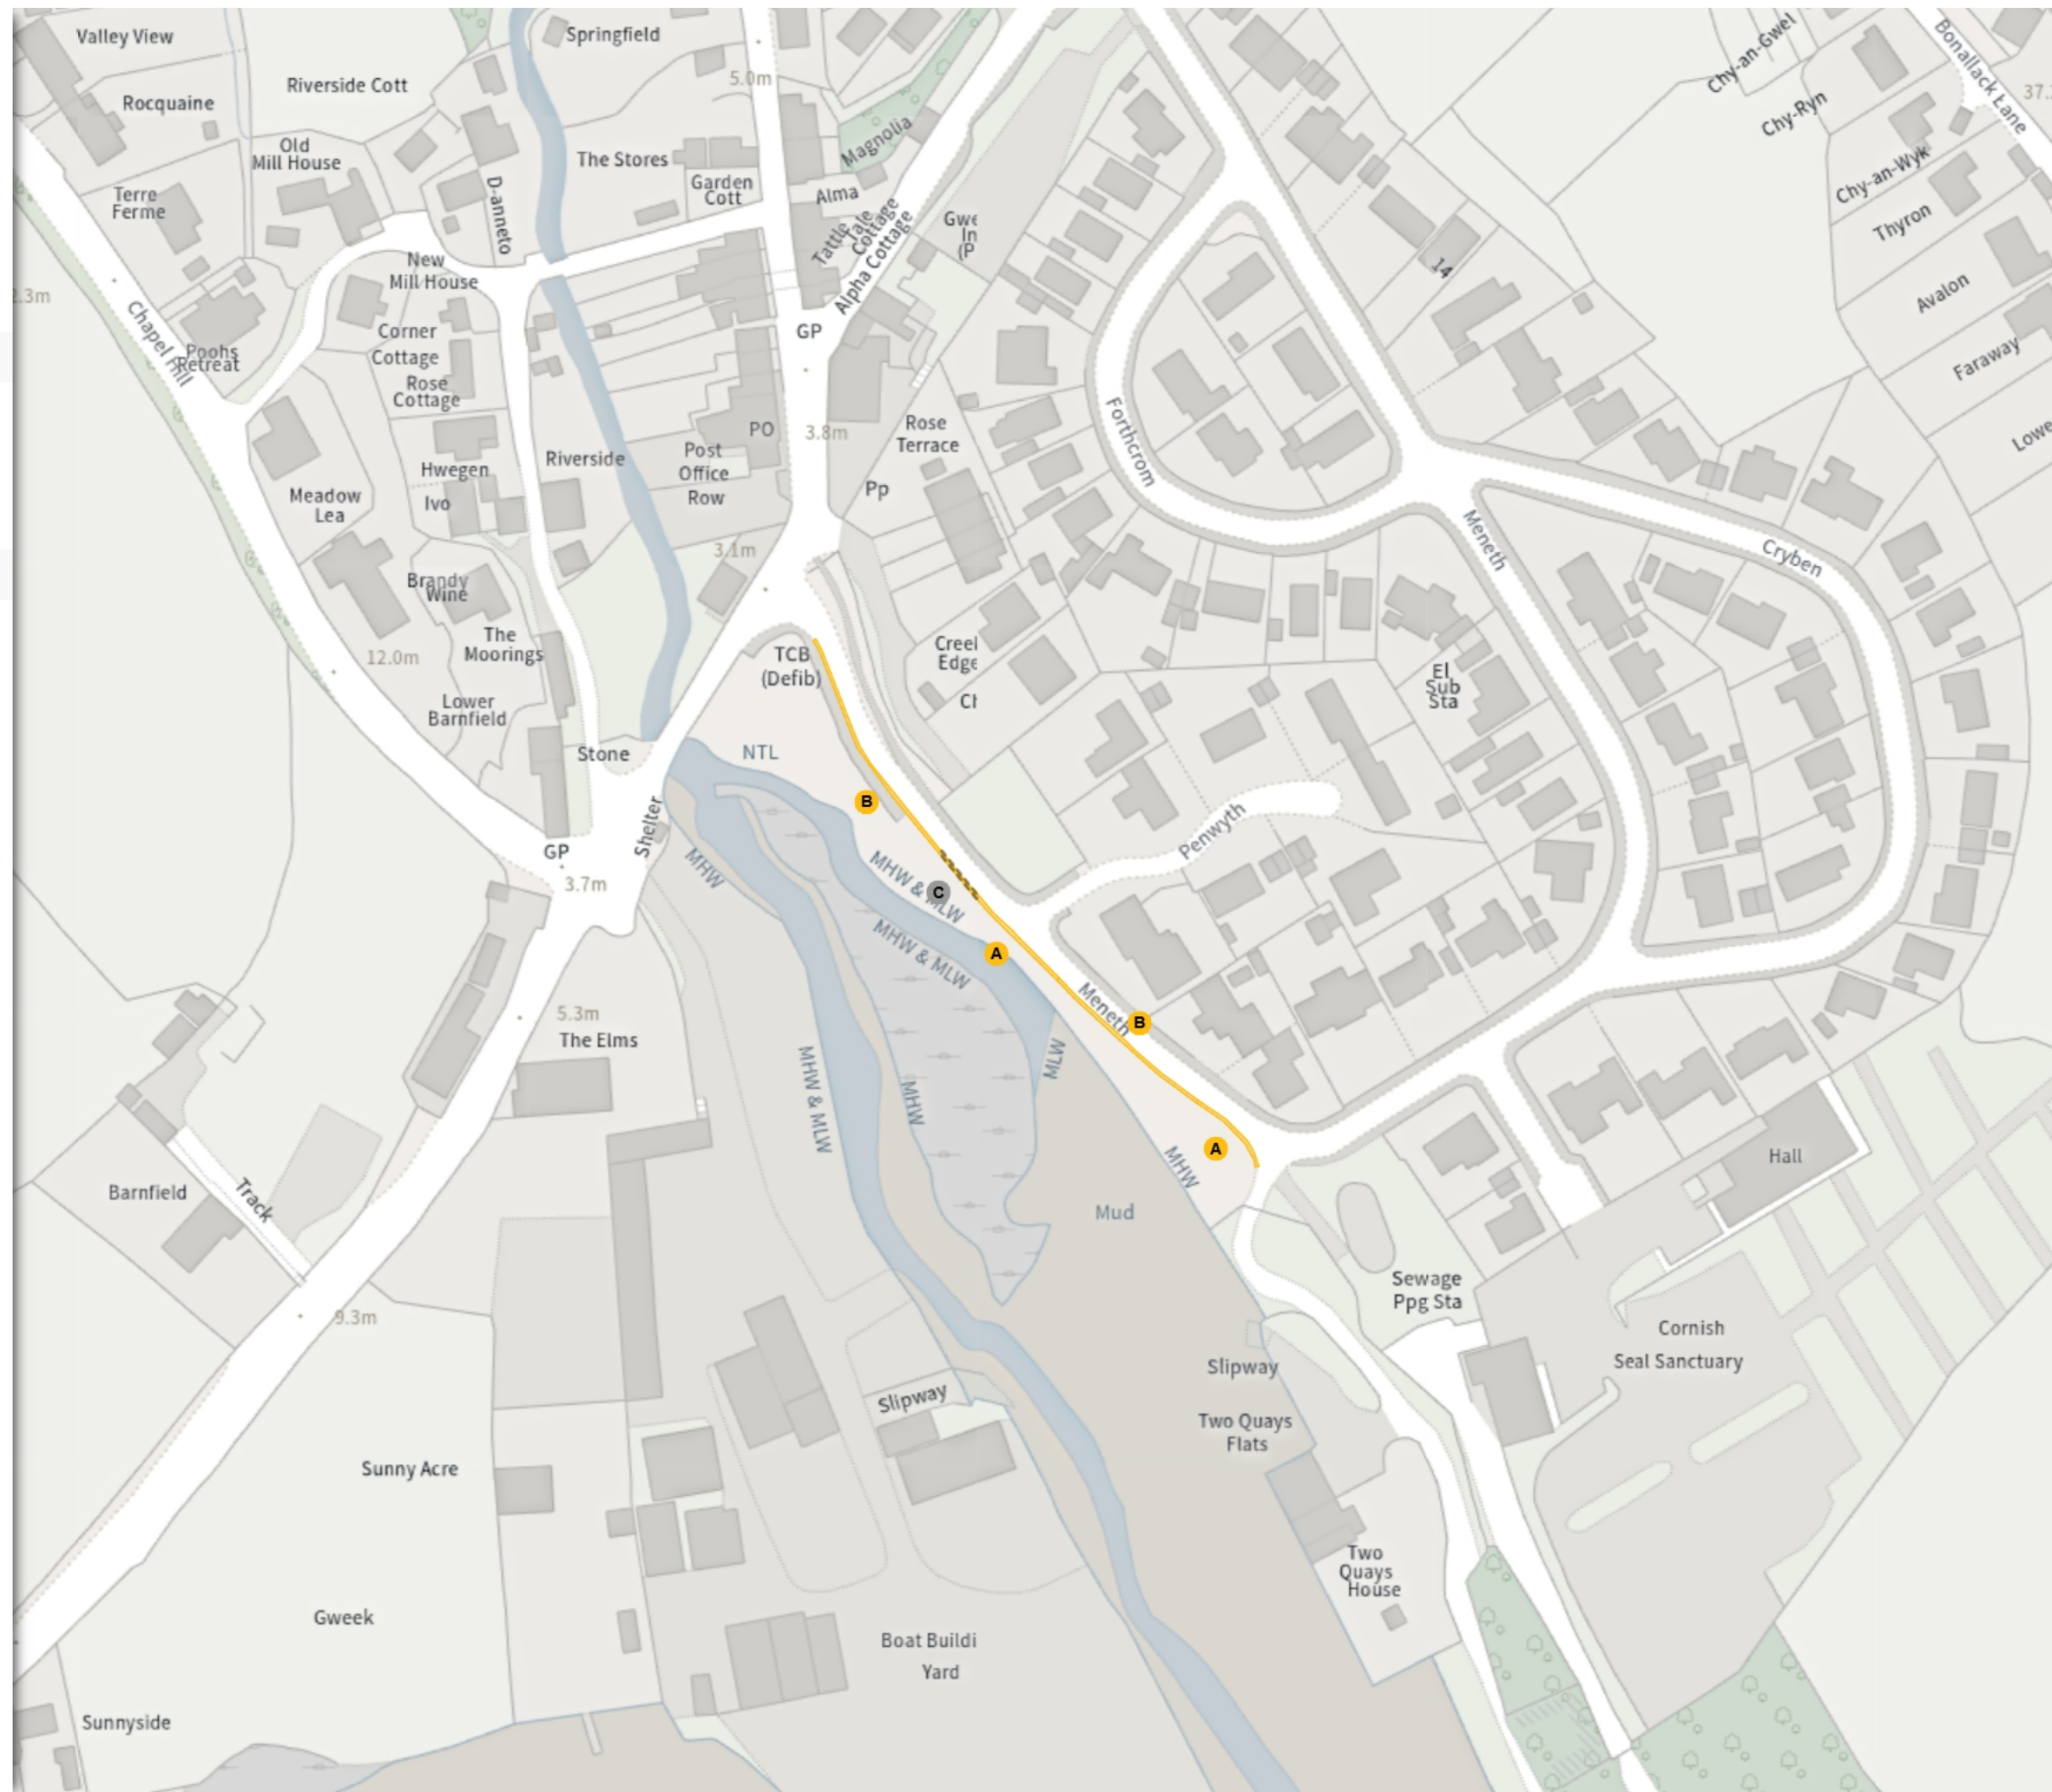 Valley View
Springfield
Riverside Cott
Rocquaine
5.0m
Chy-an-Gwel
Bonallack Lane
Chy-Ryn
Old
Mill House
The Stores
Magnolia
Terre
Ferme
D-anneto
Garden
Cott
Alma
Tattle Tale
Cottage
Alpha Cottage
Gwe
In
(P
Chy-an-Wyk
Thyron
14
Avalon
New
Mill House
Chapel Hill
Poohs
Retreat
Corner
Cottage
GP
Faraway
Rose
Cottage
Forthcrom
PO
3.8m
Rose
Terrace
Hwegen
Riverside
Post
Office
Row
Meadow
Lea
Ivo
Pp
Meneth
Cryben
3.1m
Brandy
Wine
The
Moorings
12.0m
TCB
(Defib)
Creel
Edge
El
Sub
Sta
Lower
Barnfield
Stone
NTL
B
Penwyth
Shelter
GP
3.7m
MHW
MHW & MLW
C
MHW & MLW
A
5.3m
The Elms
Meneth
B
MHW & MLW
MHW
MLW
A
MHW
Hall
Barnfield
Track
Mud
Sewage
Ppg Sta
9.3m
Cornish
Seal Sanctuary
Slipway
Slipway
Two Quays
Flats
Sunny Acre
Two
Quays
House
Gweek
Boat Buildi
Yard
Sunnyside